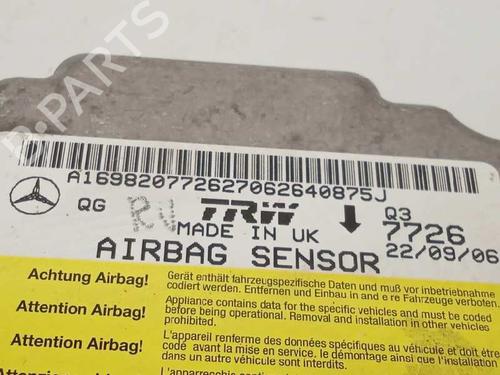 B-PARTS
A169820772627062640875J
QG TRW Q3
MADE IN UK 7726
AIRBAG SENSOR 22/09/06
Achtung Airbag! Gerät enthält fahrzeugspezifische Daten und muß vor inbetriebnahme
codiert werden. Entfernen und Einbau in and e re Fahrzeuge verboten.
Attention Airbag! Appliance contains data for the specific vehicles and must be coded
before being operational. Removal and installation in other vehicles
prohibited.
Attention Airbag! L'appareil renferme des données spécifiques au véhicule et doit être
codé avant la mise en service. le démontage ainsi que l'installation
dans un autre véhicule sont interdit.